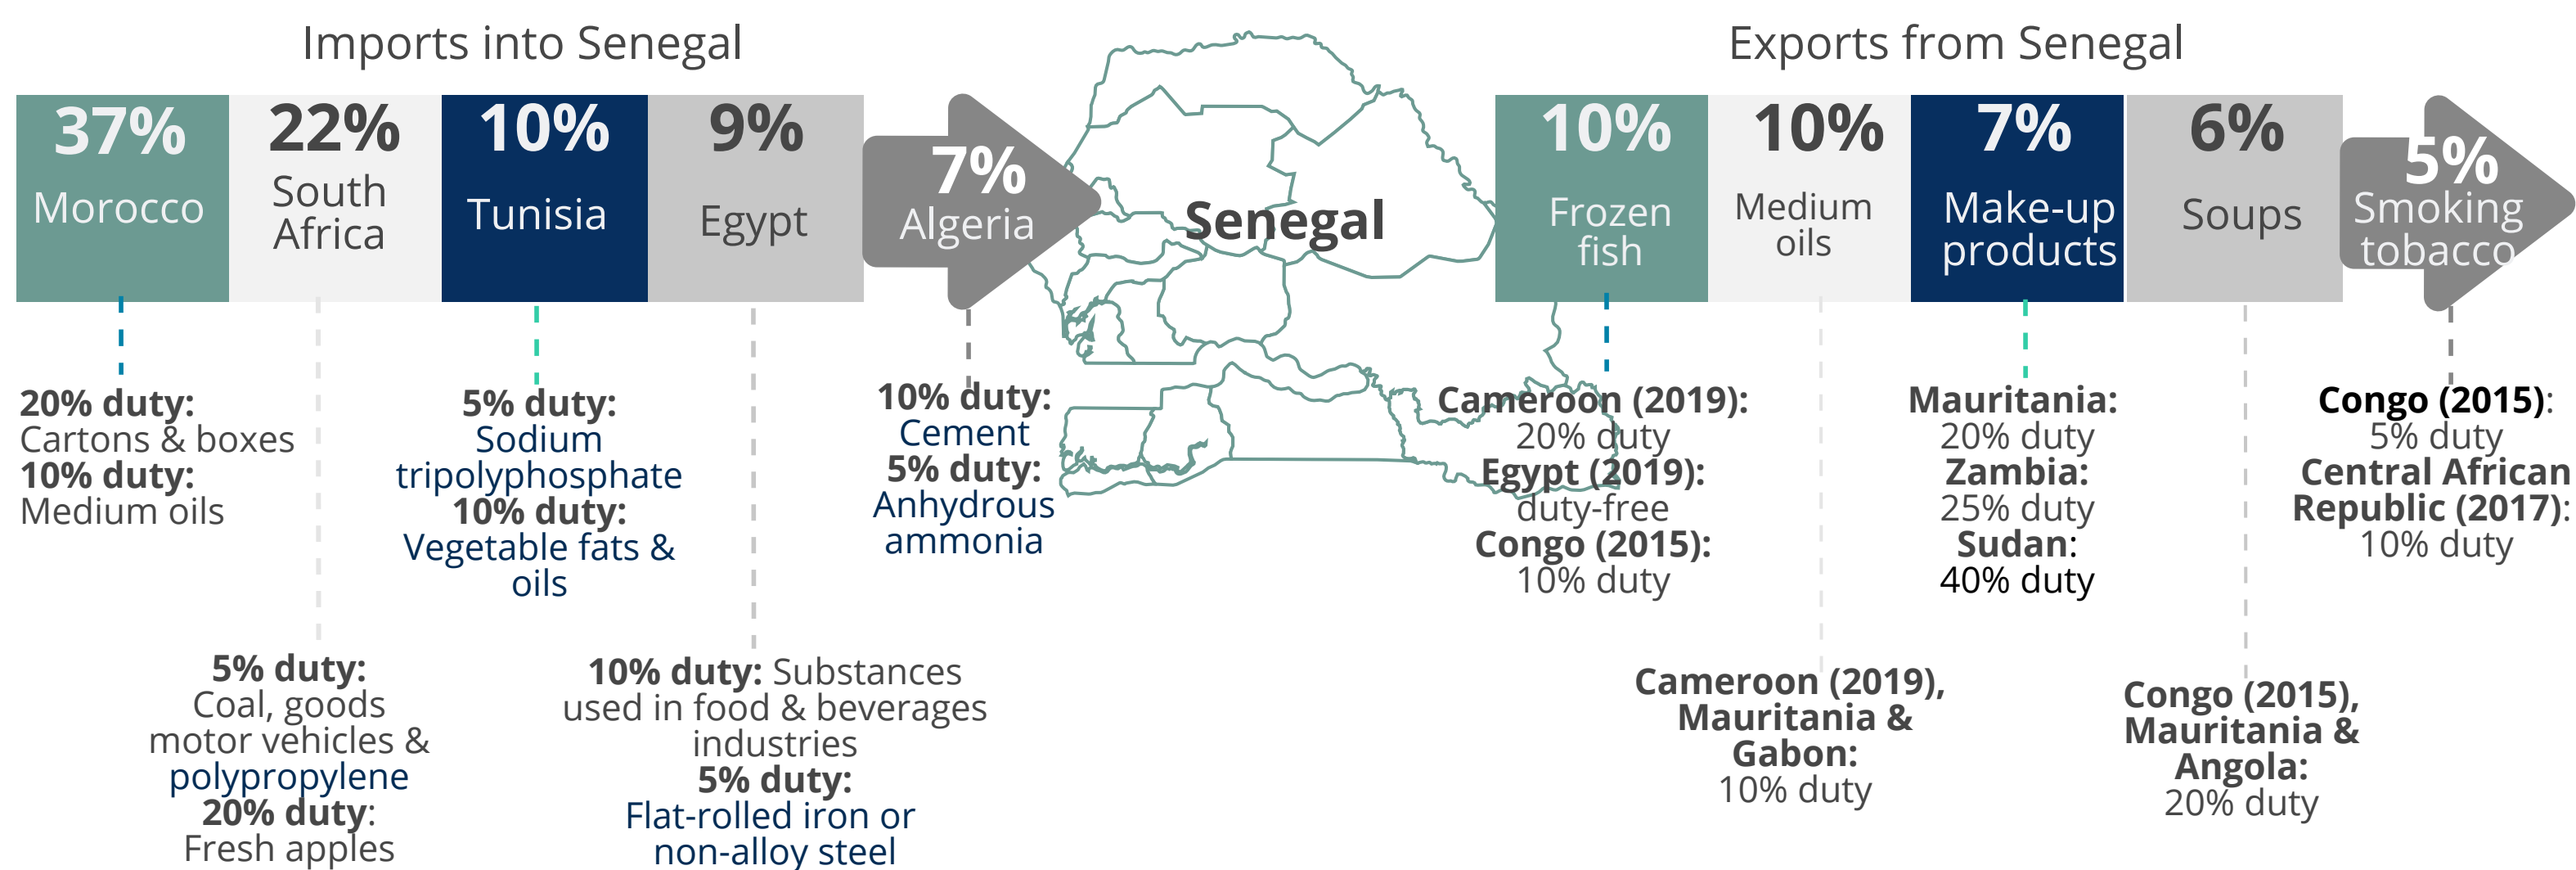 Imports into Senegal
37%
Morocco
22%
South
Africa
10%
Tunisia
9%
Egypt
7%
Algeria
20% duty:
Cartons & boxes
10% duty:
Medium oils
5% duty:
Coal, goods
motor vehicles &
polypropylene
20% duty:
Fresh apples
5% duty:
Sodium
tripolyphosphate
10% duty:
Vegetable fats &
oils
10% duty: Substances
used in food & beverages
industries
5% duty:
Flat-rolled iron or
non-alloy steel
10% duty:
Cement
5% duty:
Anhydrous
ammonia
Senegal
Exports from Senegal
10%
Frozen
fish
10%
Medium
oils
7%
Make-up
products
6%
Soups
5%
Smoking
tobacco
Cameroon (2019):
20% duty
Egypt (2019):
duty-free
Congo (2015):
10% duty
Cameroon (2019),
Mauritania &
Gabon:
10% duty
Mauritania:
20% duty
Zambia:
25% duty
Sudan:
40% duty
Congo (2015),
Mauritania &
Angola:
20% duty
Congo (2015):
5% duty
Central African
Republic (2017):
10% duty